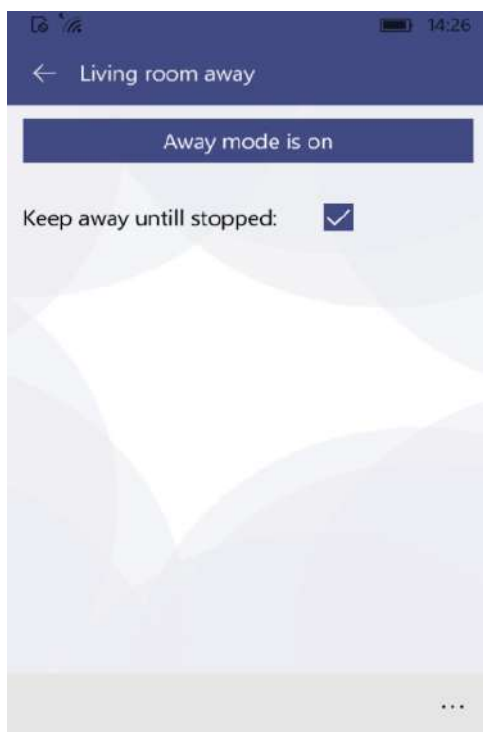 14:26
Living room away
Away mode is on
Keep away untill stopped:
...